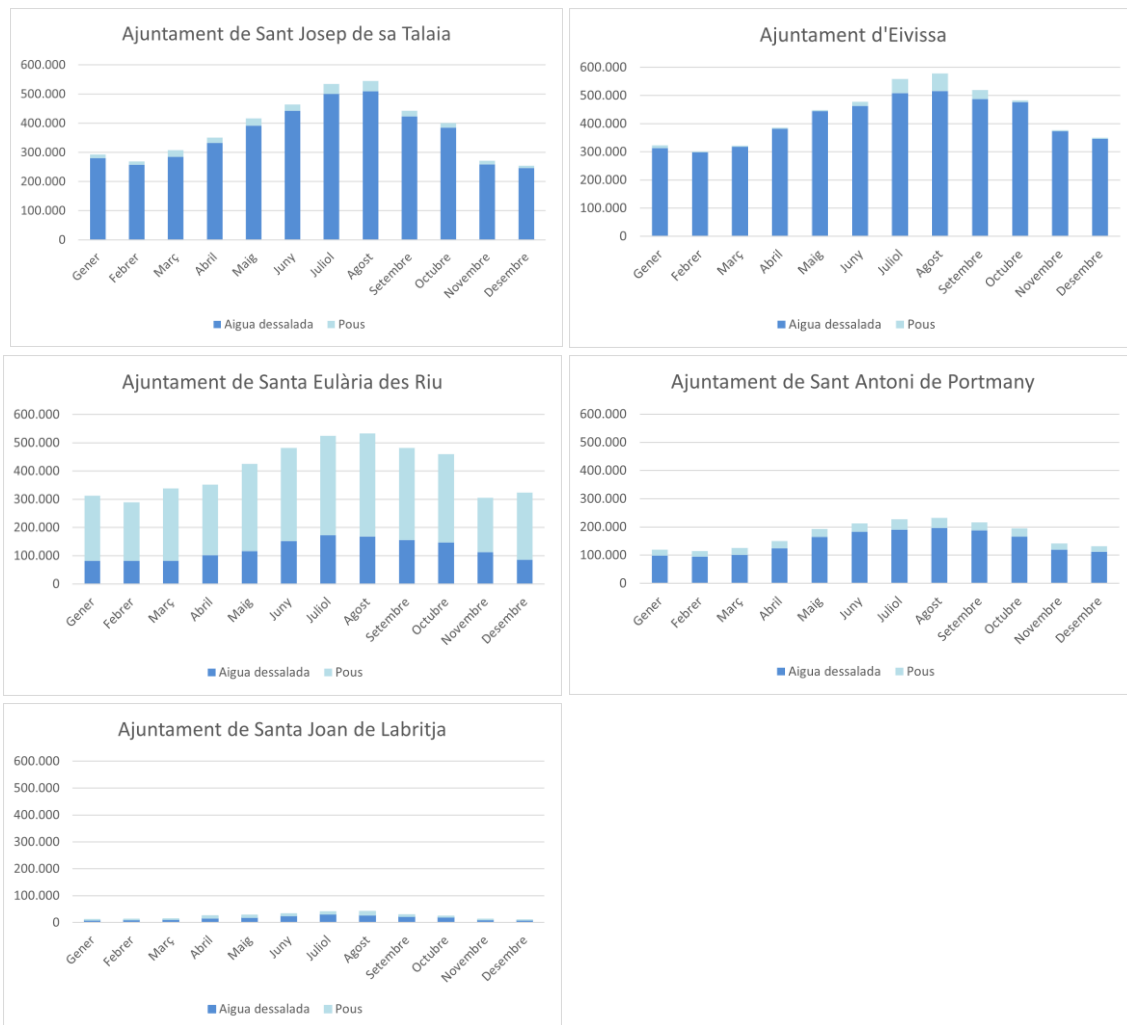 Ajuntament de Sant Josep de sa Talaia
600.000
500.000
400.000
300.000
200.000
100.000
0
Gener Febrer Març Abril Maig Juny Juliol Agost Setembre Octubre Novembre Desembre
Aigua dessalada Pous
Ajuntament d'Eivissa
600.000
500.000
400.000
300.000
200.000
100.000
0
Gener Febrer Març Abril Maig Juny Juliol Agost Setembre Octubre Novembre Desembre
Aigua dessalada Pous
Ajuntament de Santa Eulària des Riu
600.000
500.000
400.000
300.000
200.000
100.000
0
Gener Febrer Març Abril Maig Juny Juliol Agost Setembre Octubre Novembre Desembre
Aigua dessalada Pous
Ajuntament de Sant Antoni de Portmany
600.000
500.000
400.000
300.000
200.000
100.000
0
Gener Febrer Març Abril Maig Juny Juliol Agost Setembre Octubre Novembre Desembre
Aigua dessalada Pous
Ajuntament de Santa Joan de Labritja
600.000
500.000
400.000
300.000
200.000
100.000
0
Gener Febrer Març Abril Maig Juny Juliol Agost Setembre Octubre Novembre Desembre
Aigua dessalada Pous